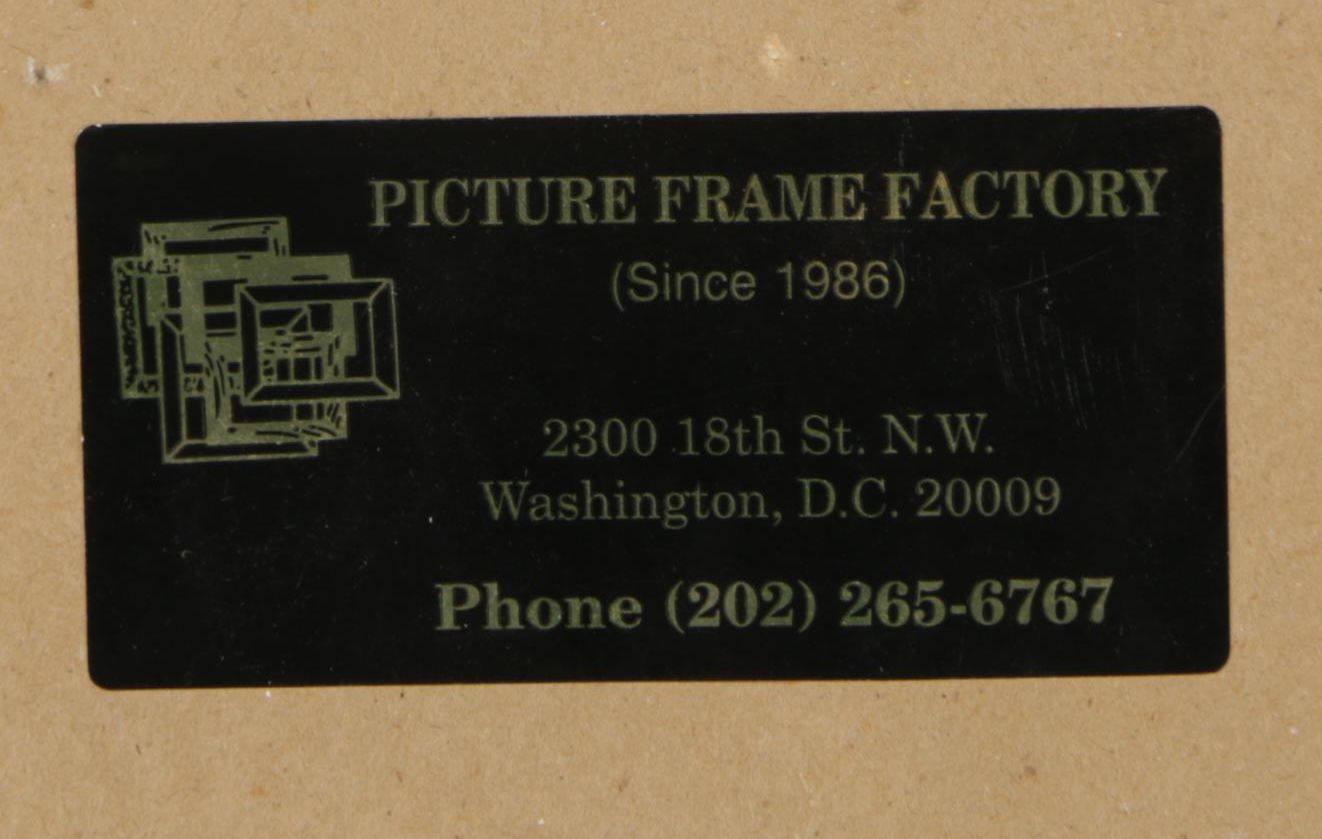 PICTURE FRAME FACTORY
(Since 1986)
2300 18th St. N.W.
Washington, D.C. 20009
Phone (202) 265-6767